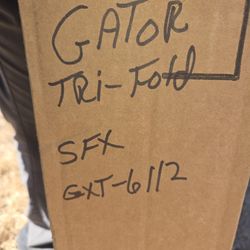 GATOR
TRi-Fold
SFX
GXT-6112